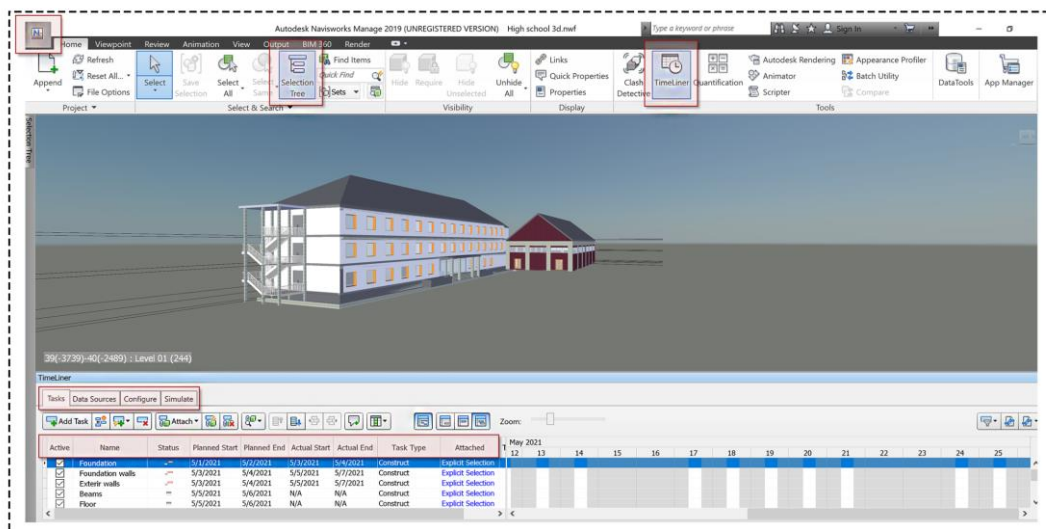 Autodesk Navisworks Manage 2019 (UNREGISTERED VERSION) High school 3d.nwf
Type a keyword or phrase
Sign In
Home Viewpoint Review Animation View Output BIM 360 Render
Append
Refresh
Reset All...
File Options
Project
Select
Save Selection
Select All
Select Same
Selection Tree
Find Items
Quick Find
Sets
Select & Search
Hide
Require
Hide Unselected
Unhide All
Visibility
Links
Quick Properties
Properties
Display
Clash Detective
TimeLiner
Quantification
Autodesk Rendering
Animator
Scripter
Appearance Profiler
Batch Utility
Compare
Tools
DataTools
App Manager
Selection Tree
39(-3739)-40(-2489) : Level 01 (244)
TimeLiner
Tasks Data Sources Configure Simulate
Add Task
Attach
Zoom:
Active Name Status Planned Start Planned End Actual Start Actual End Task Type Attached
May 2021
12 13 14 15 16 17 18 19 20 21 22 23 24 25
Foundation 5/1/2021 5/2/2021 5/3/2021 5/4/2021 Construct Explicit Selection
Foundation walls 5/3/2021 5/4/2021 5/5/2021 5/7/2021 Construct Explicit Selection
Exterir walls 5/3/2021 5/4/2021 5/5/2021 5/7/2021 Construct Explicit Selection
Beams 5/5/2021 5/6/2021 N/A N/A Construct Explicit Selection
Floor 5/5/2021 5/6/2021 N/A N/A Construct Explicit Selection